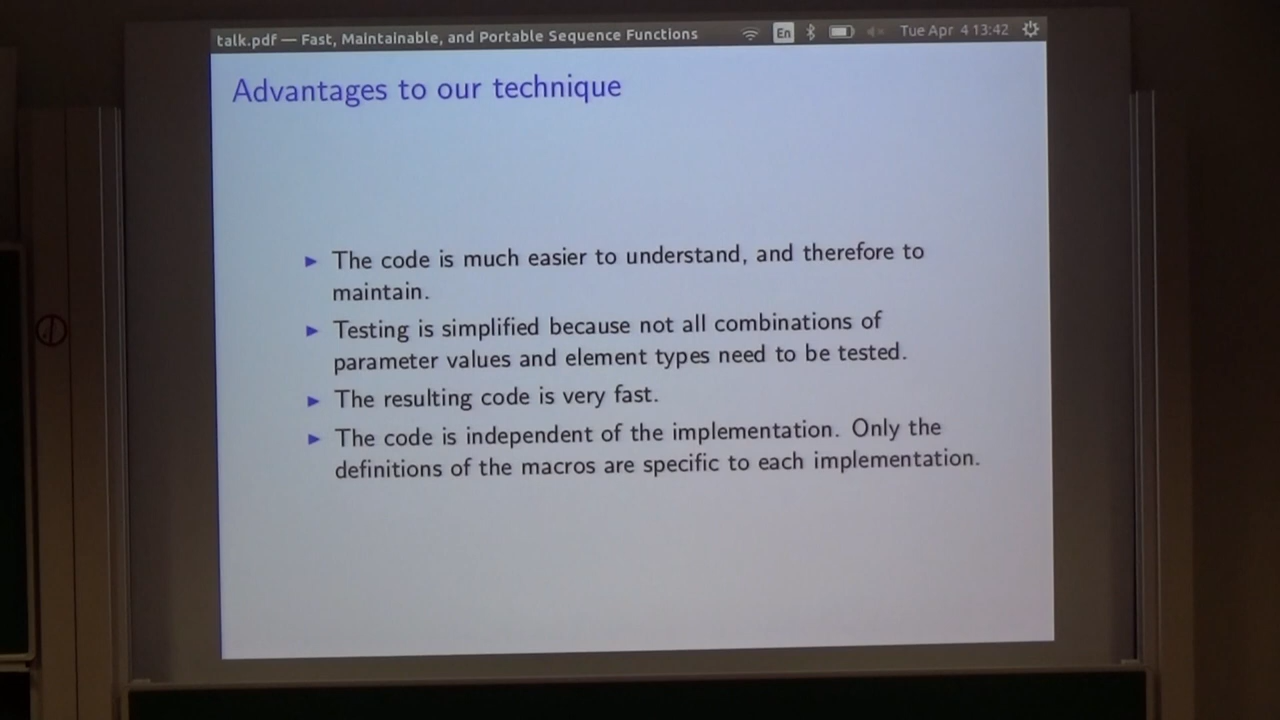 talk.pdf — Fast, Maintainable, and Portable Sequence Functions En Tue Apr 4 13:42
Advantages to our technique
▶ The code is much easier to understand, and therefore to
maintain.
▶ Testing is simplified because not all combinations of
parameter values and element types need to be tested.
▶ The resulting code is very fast.
▶ The code is independent of the implementation. Only the
definitions of the macros are specific to each implementation.